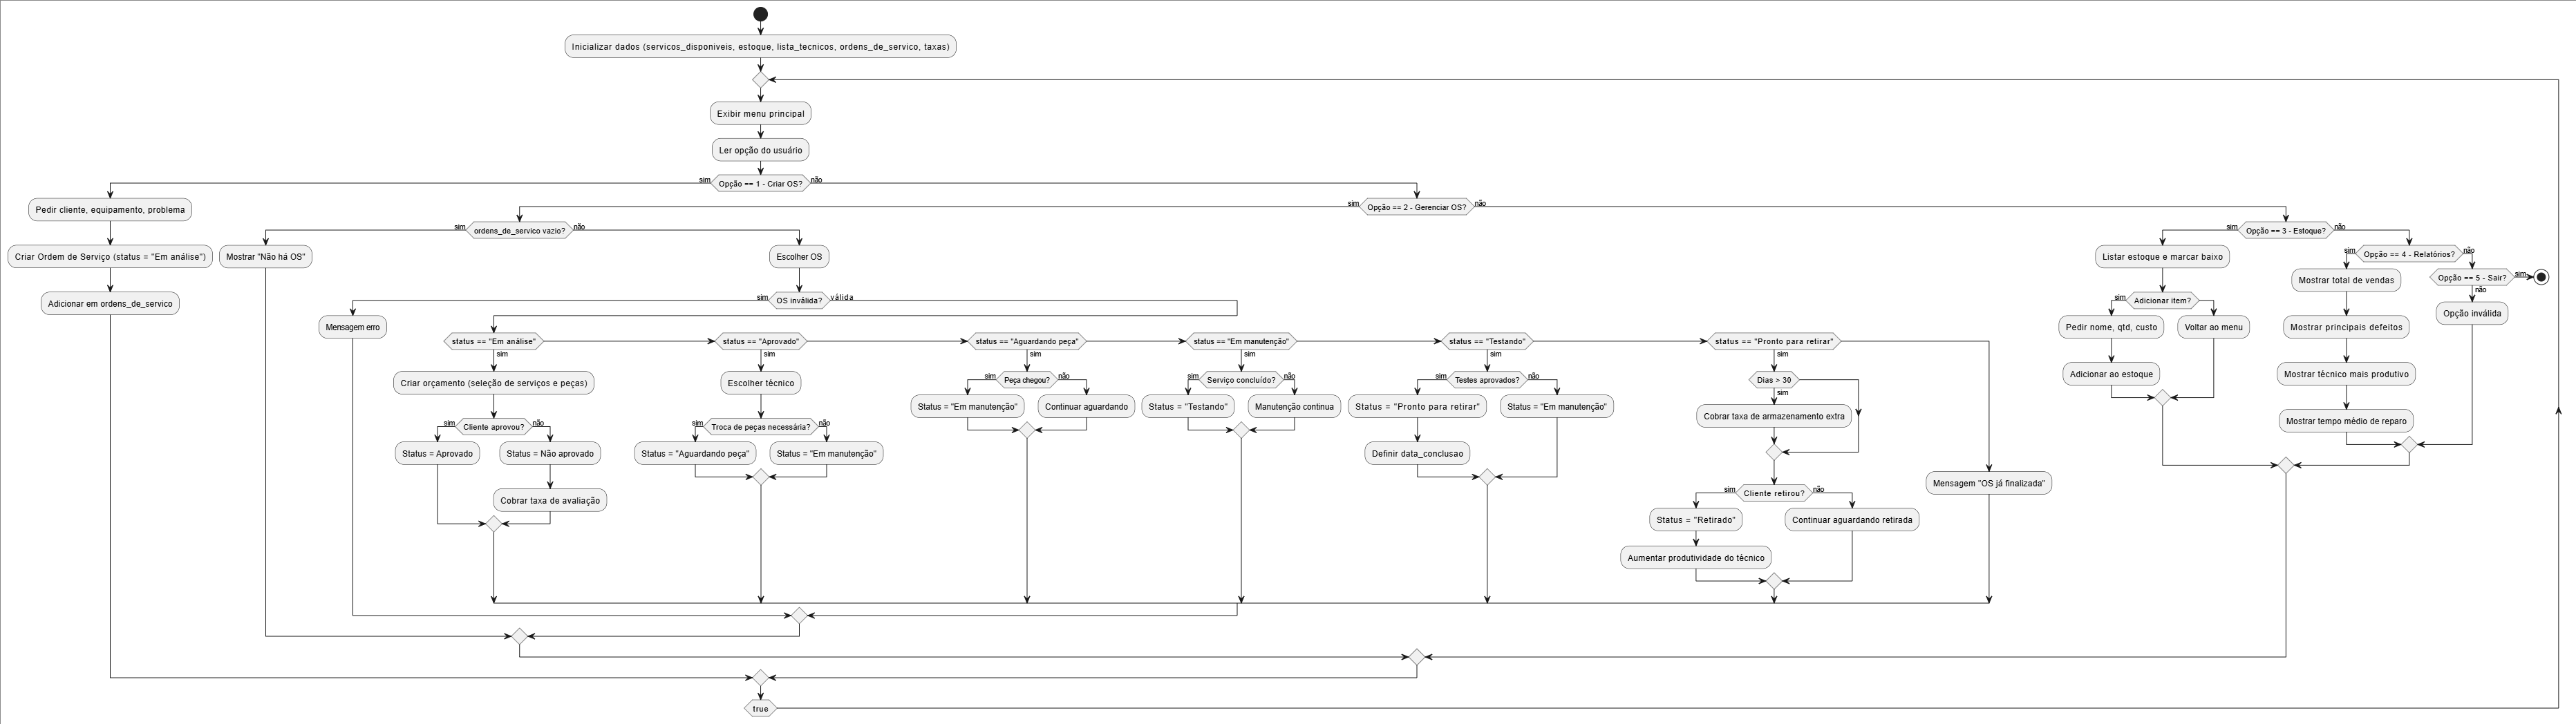 Inicializar dados (servicos_disponiveis, estoque, lista_tecnicos, ordens_de_servico, taxas)
Exibir menu principal
Ler opção do usuário
sim
Opção == 1 - Criar OS?
não
Pedir cliente, equipamento, problema
Criar Ordem de Serviço (status = "Em análise")
Adicionar em ordens_de_servico
sim
Opção == 2 - Gerenciar OS?
não
sim
ordens_de_servico vazio?
não
Mostrar "Não há OS"
Escolher OS
sim
OS inválida?
válida
Mensagem erro
status == "Em análise"
sim
Criar orçamento (seleção de serviços e peças)
sim
Cliente aprovou?
não
Status = Aprovado
Status = Não aprovado
Cobrar taxa de avaliação
status == "Aprovado"
sim
Escolher técnico
sim
Troca de peças necessária?
não
Status = "Aguardando peça"
Status = "Em manutenção"
status == "Aguardando peça"
sim
sim
Peça chegou?
não
Status = "Em manutenção"
Continuar aguardando
status == "Em manutenção"
sim
sim
Serviço concluído?
não
Status = "Testando"
Manutenção continua
status == "Testando"
sim
sim
Testes aprovados?
não
Status = "Pronto para retirar"
Status = "Em manutenção"
Definir data_conclusao
status == "Pronto para retirar"
sim
Dias > 30
sim
Cobrar taxa de armazenamento extra
sim
Cliente retirou?
não
Status = "Retirado"
Continuar aguardando retirada
Aumentar produtividade do técnico
Mensagem "OS já finalizada"
sim
Opção == 3 - Estoque?
não
Listar estoque e marcar baixo
sim
Adicionar item?
Pedir nome, qtd, custo
Voltar ao menu
Adicionar ao estoque
sim
Opção == 4 - Relatórios?
não
Mostrar total de vendas
Mostrar principais defeitos
Mostrar técnico mais produtivo
Mostrar tempo médio de reparo
Opção == 5 - Sair?
sim
não
Opção inválida
true